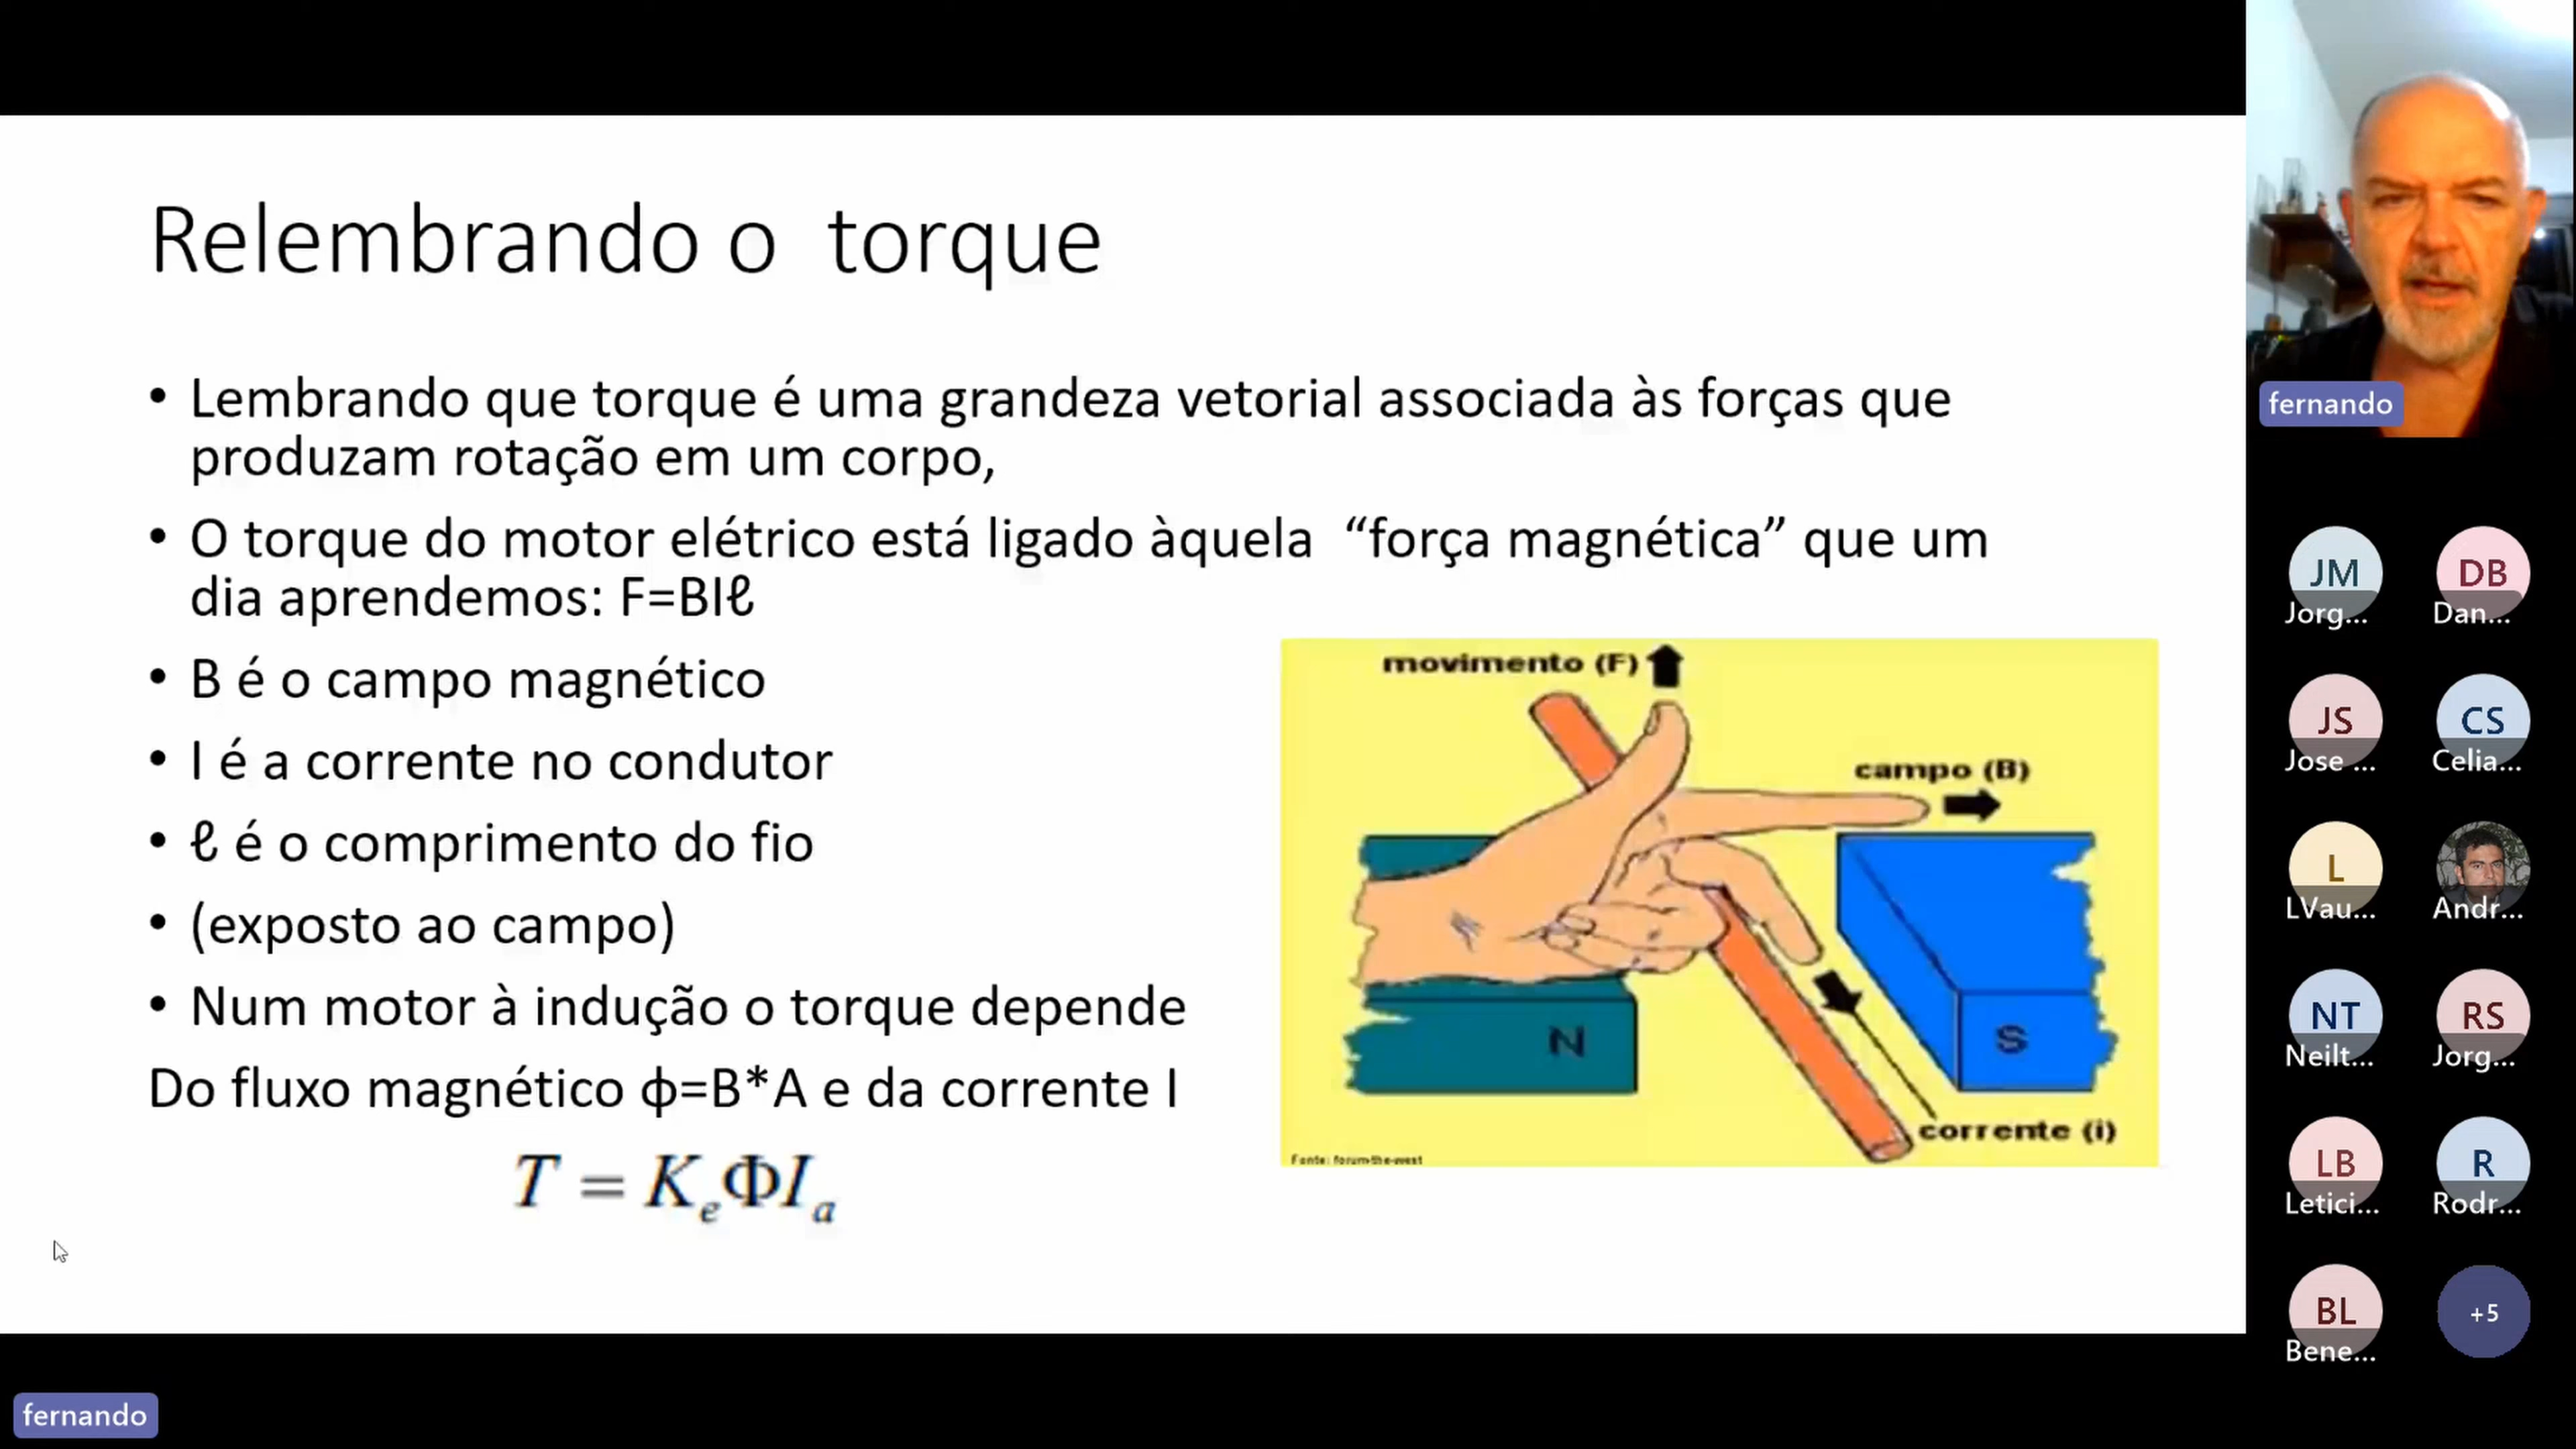 Relembrando o torque
• Lembrando que torque é uma grandeza vetorial associada às forças que
produzam rotação em um corpo,
• O torque do motor elétrico está ligado àquela “força magnética” que um
dia aprendemos: F=BIℓ
• B é o campo magnético
• I é a corrente no condutor
• ℓ é o comprimento do fio
• (exposto ao campo)
• Num motor à indução o torque depende
Do fluxo magnético ϕ=B*A e da corrente I
T = KₑΦIₐ
movimento (F)
campo (B)
N
S
corrente (i)
Fonte: forum-the-west
fernando
JM
Jorg...
DB
Dan...
JS
Jose ...
CS
Celia...
L
LVau...
Andr...
NT
Neilt...
RS
Jorg...
LB
Letici...
R
Rodr...
BL
Bene...
+5
fernando